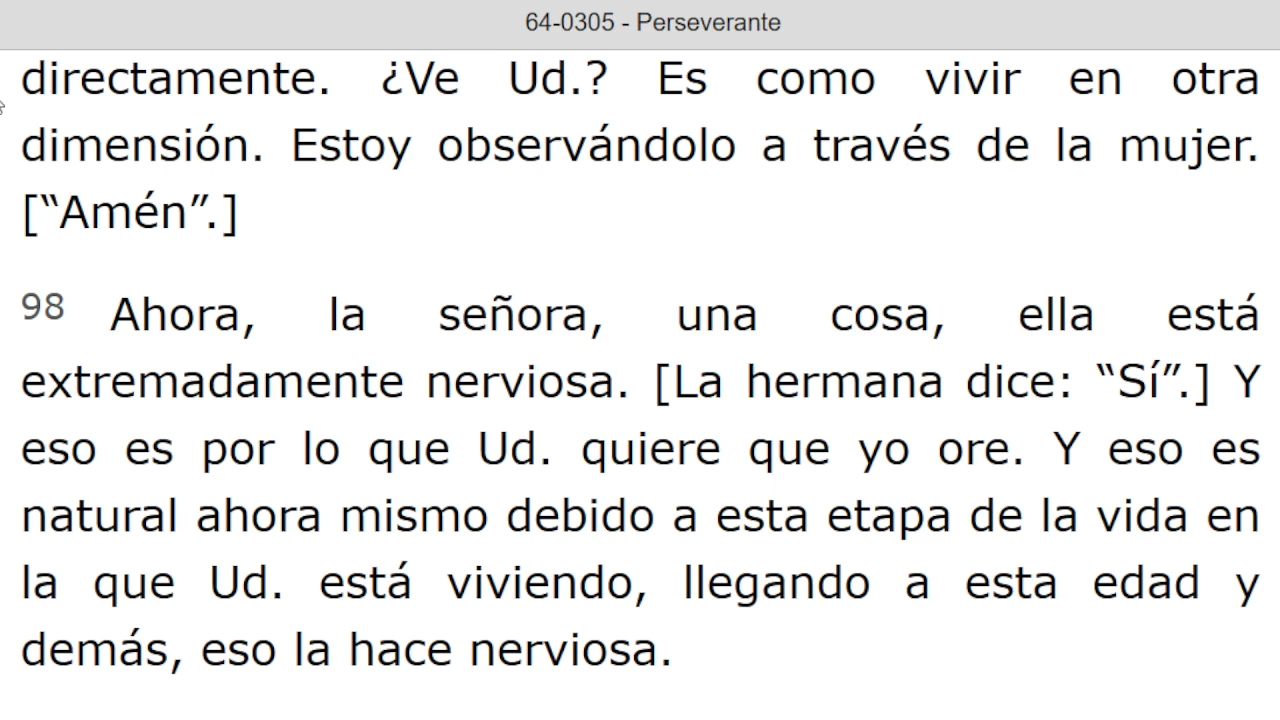 64-0305 - Perseverante
directamente. ¿Ve Ud.? Es como vivir en otra
dimensión. Estoy observándolo a través de la mujer.
[“Amén”.]
98 Ahora, la señora, una cosa, ella está
extremadamente nerviosa. [La hermana dice: “Sí”.] Y
eso es por lo que Ud. quiere que yo ore. Y eso es
natural ahora mismo debido a esta etapa de la vida en
la que Ud. está viviendo, llegando a esta edad y
demás, eso la hace nerviosa.